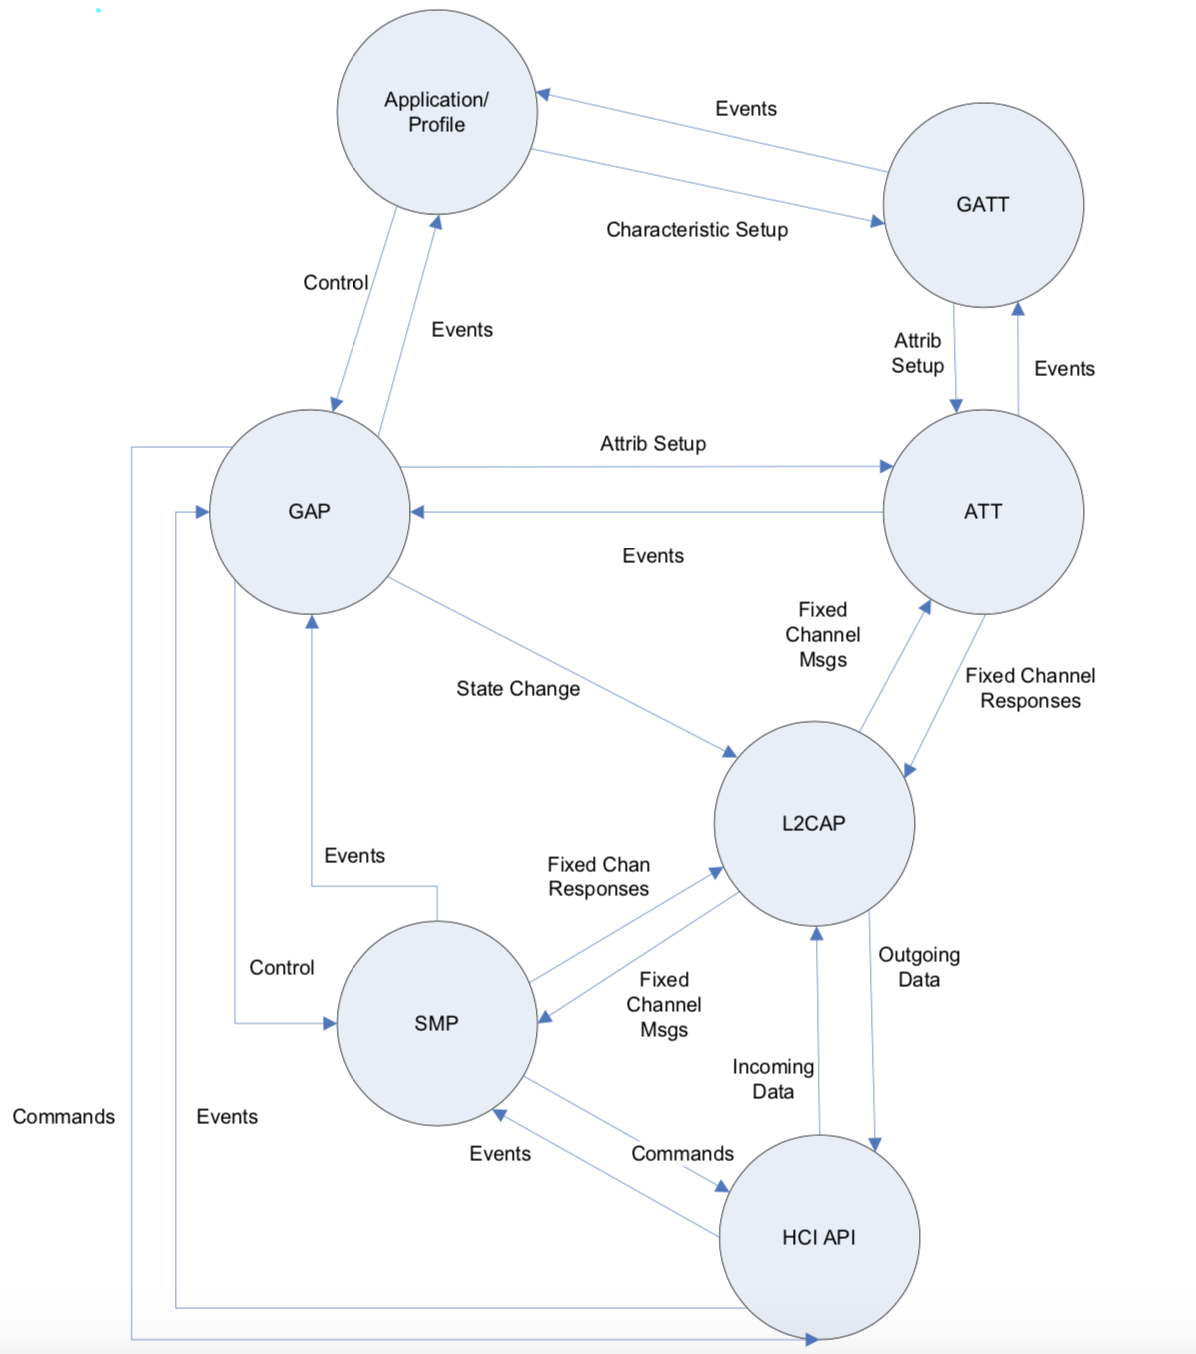 Application/
Profile
Events
GATT
Characteristic Setup
Control
Events
Attrib
Setup
Events
Attrib Setup
GAP
ATT
Events
Fixed
Channel
Msgs
Fixed Channel
Responses
State Change
L2CAP
Events
Fixed Chan
Responses
Outgoing
Data
Control
Fixed
Channel
Msgs
SMP
Incoming
Data
Commands
Events
Events
Commands
HCI API